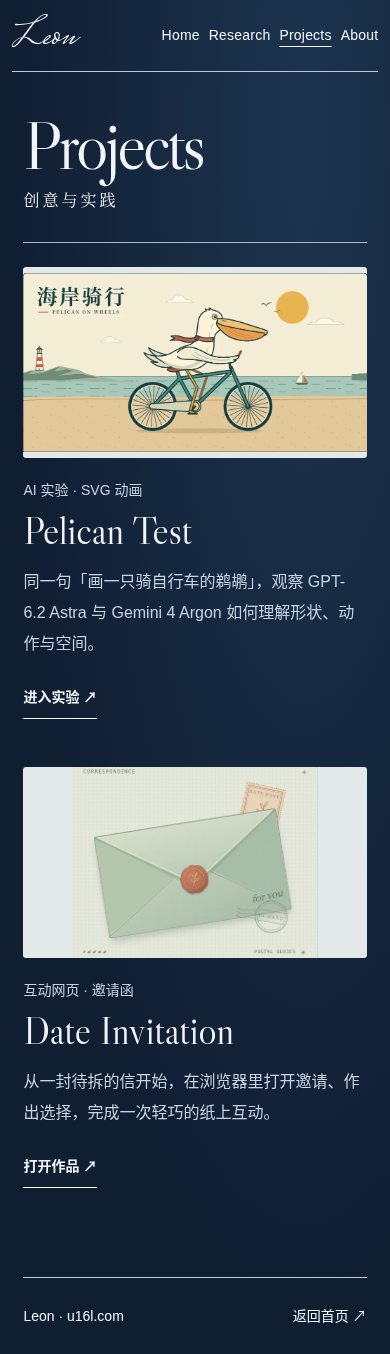 Leon
Home Research Projects About
Projects
创意与实践
海岸骑行
PELICAN ON WHEELS
AI 实验 · SVG 动画
Pelican Test
同一句「画一只骑自行车的鹈鹕」，观察 GPT-
6.2 Astra 与 Gemini 4 Argon 如何理解形状、动
作与空间。
进入实验 ↗
CORRESPONDENCE
for you
POSTAL SERIES
互动网页 · 邀请函
Date Invitation
从一封待拆的信开始，在浏览器里打开邀请、作
出选择，完成一次轻巧的纸上互动。
打开作品 ↗
Leon · u16l.com
返回首页 ↗